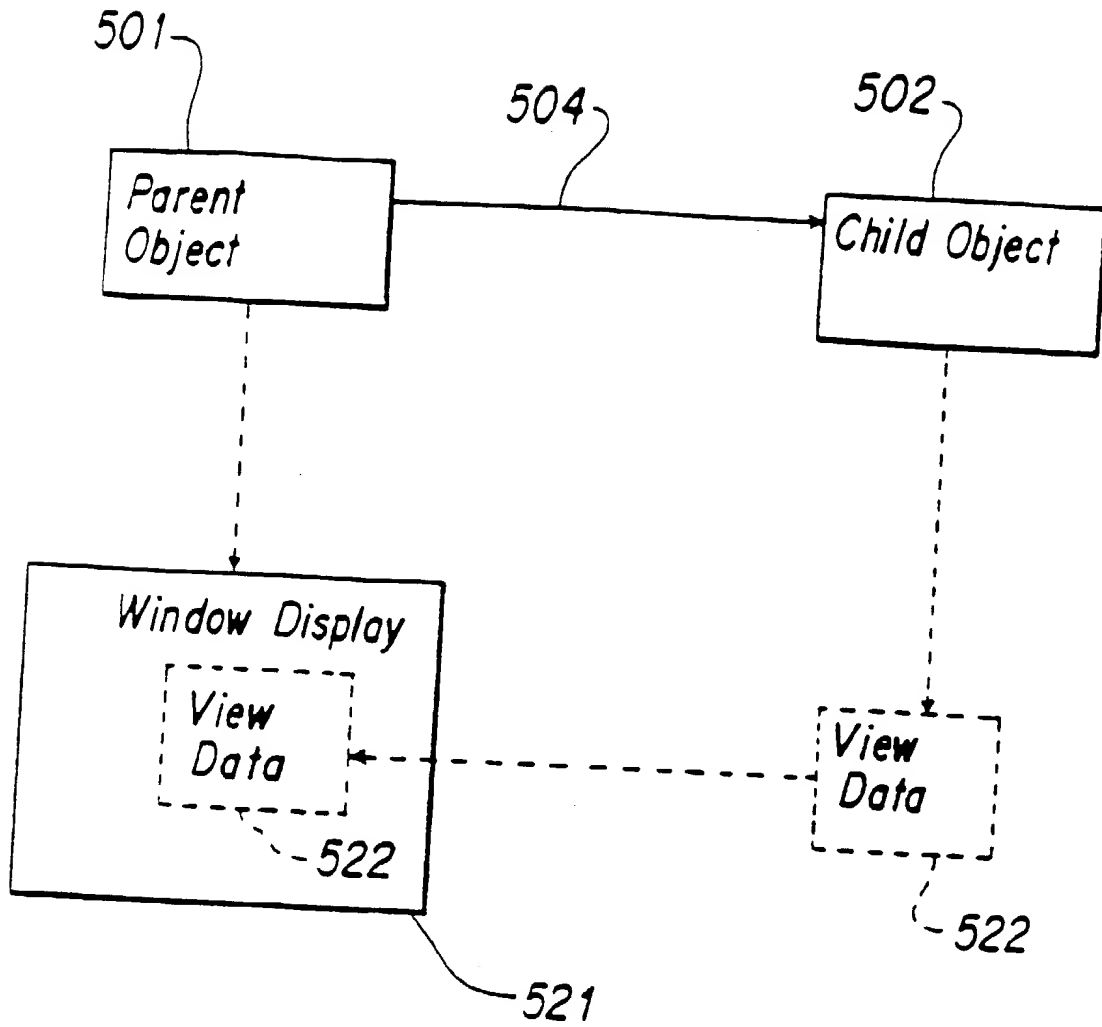 501
504
502
Parent
Object
Child Object
Window Display
View
Data
View
Data
522
522
521